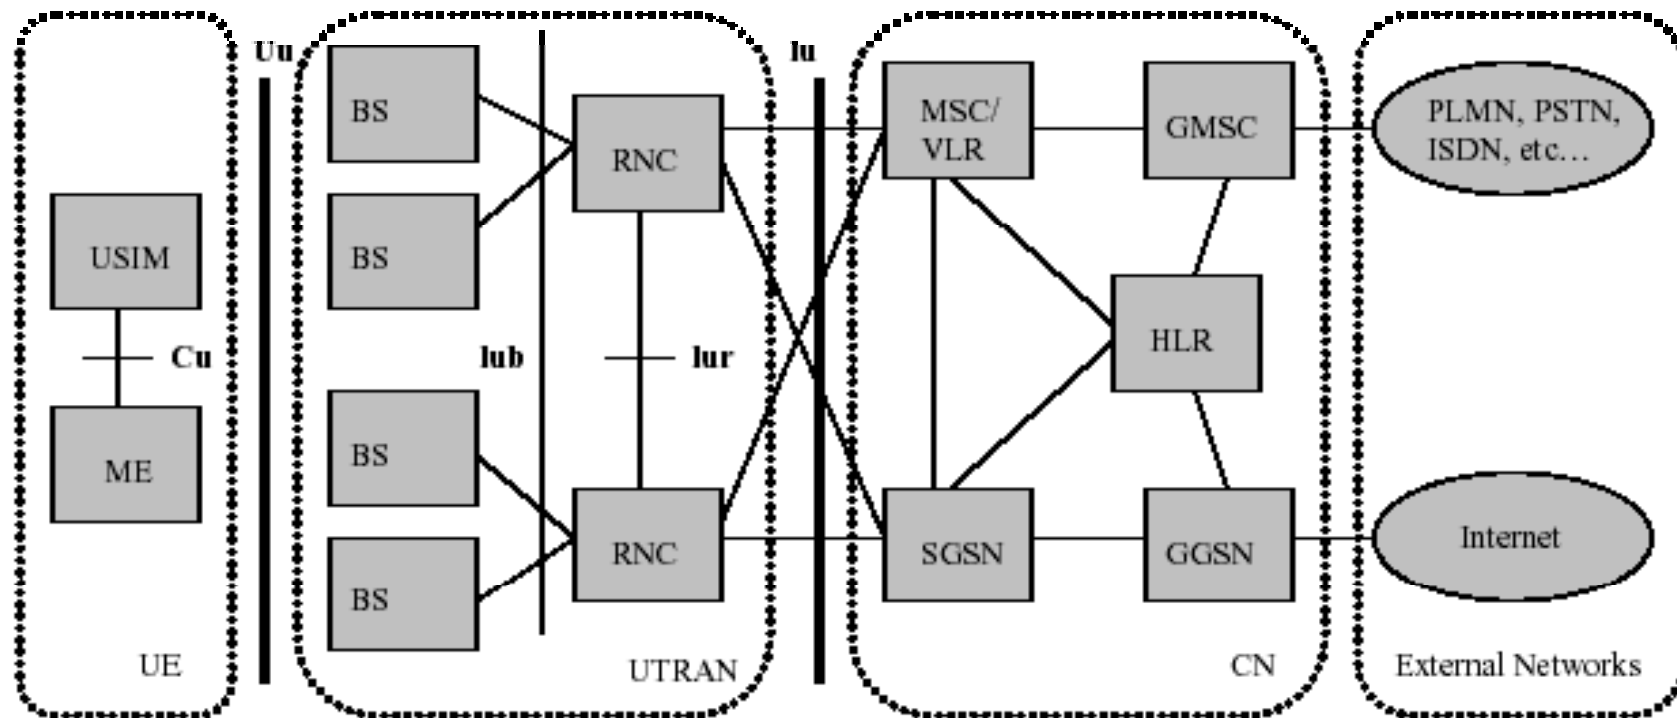 Uu
Iu
BS
BS
BS
BS
RNC
RNC
MSC/
VLR
GMSC
PLMN, PSTN,
ISDN, etc...
USIM
Cu
ME
Iub
Iur
HLR
SGSN
GGSN
Internet
UE
UTRAN
CN
External Networks